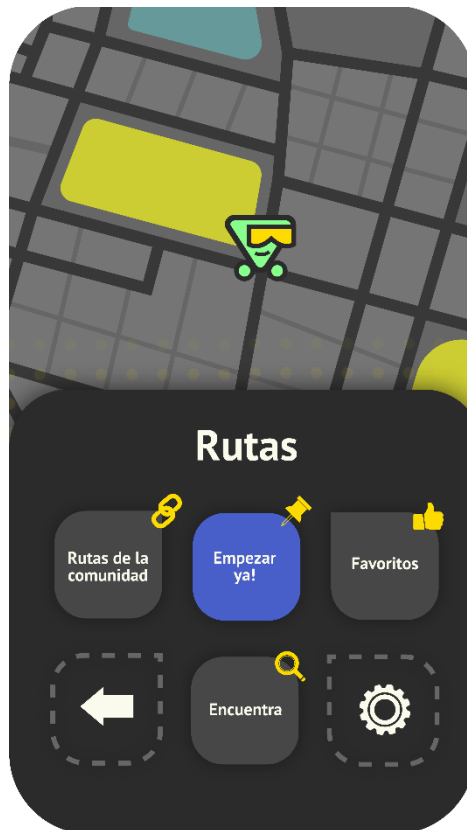 Rutas
Rutas de la
comunidad
Empezar
ya!
Favoritos
Encuentra